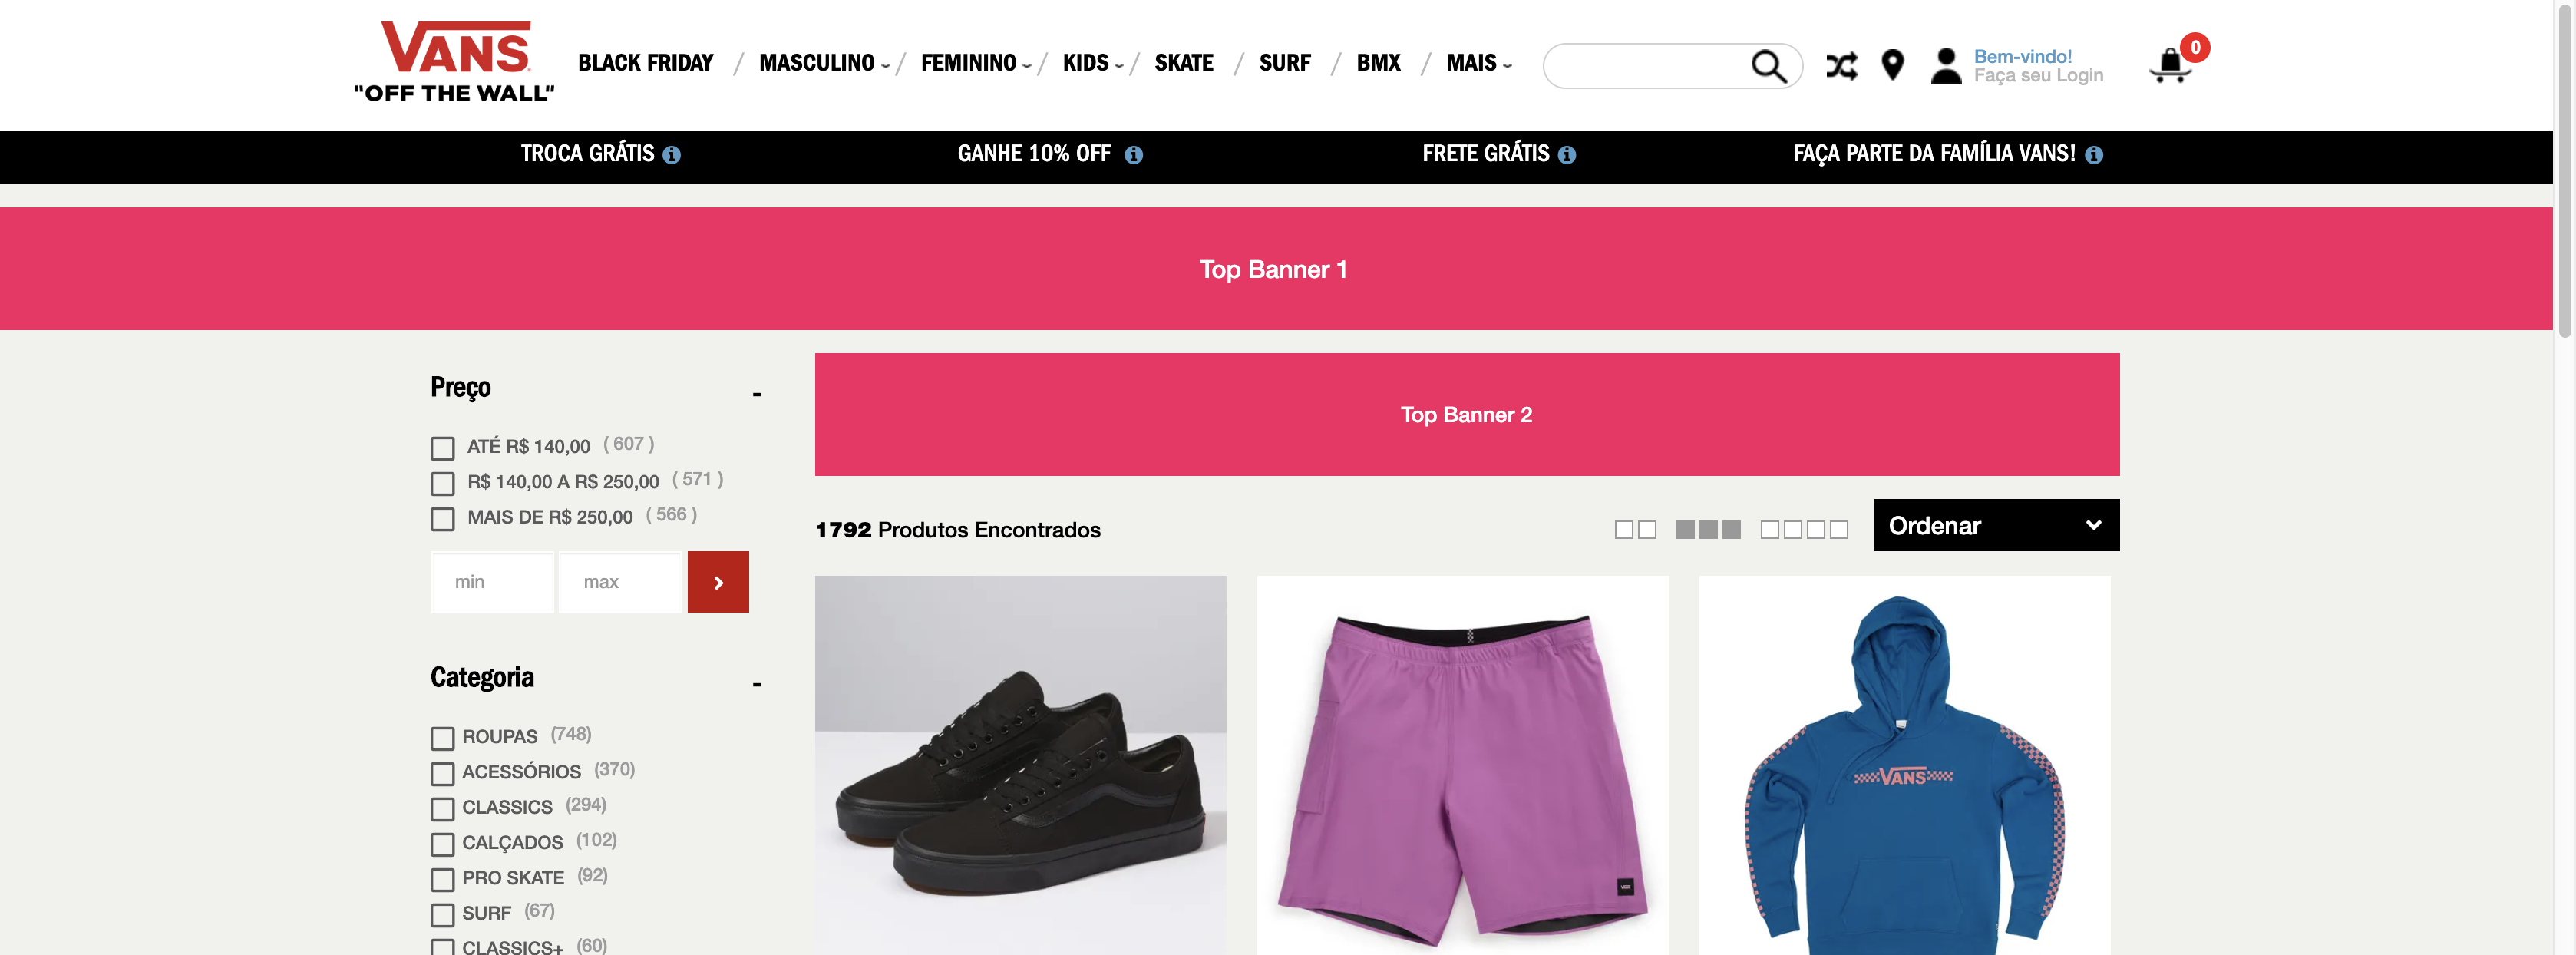 VANS
"OFF THE WALL"
BLACK FRIDAY / MASCULINO / FEMININO / KIDS / SKATE / SURF / BMX / MAIS
Bem-vindo!
Faça seu Login
0
TROCA GRÁTIS GANHE 10% OFF FRETE GRÁTIS FAÇA PARTE DA FAMÍLIA VANS!
Top Banner 1
Top Banner 2
Preço -
ATÉ R$ 140,00 ( 607 )
R$ 140,00 A R$ 250,00 ( 571 )
MAIS DE R$ 250,00 ( 566 )
min max
1792 Produtos Encontrados
Ordenar
Categoria -
ROUPAS (748)
ACESSÓRIOS (370)
CLASSICS (294)
CALÇADOS (102)
PRO SKATE (92)
SURF (67)
CLASSICS+ (60)
VANS